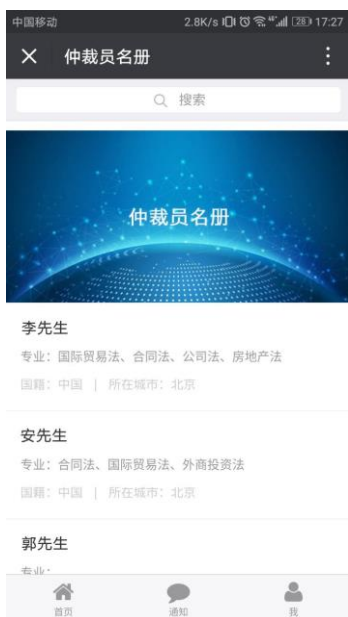 中国移动 2.8K/s 28 17:27
仲裁员名册
搜索
仲裁员名册
李先生
专业：国际贸易法、合同法、公司法、房地产法
国籍：中国 | 所在城市：北京
安先生
专业：合同法、国际贸易法、外商投资法
国籍：中国 | 所在城市：北京
郭先生
专业：
首页 通知 我